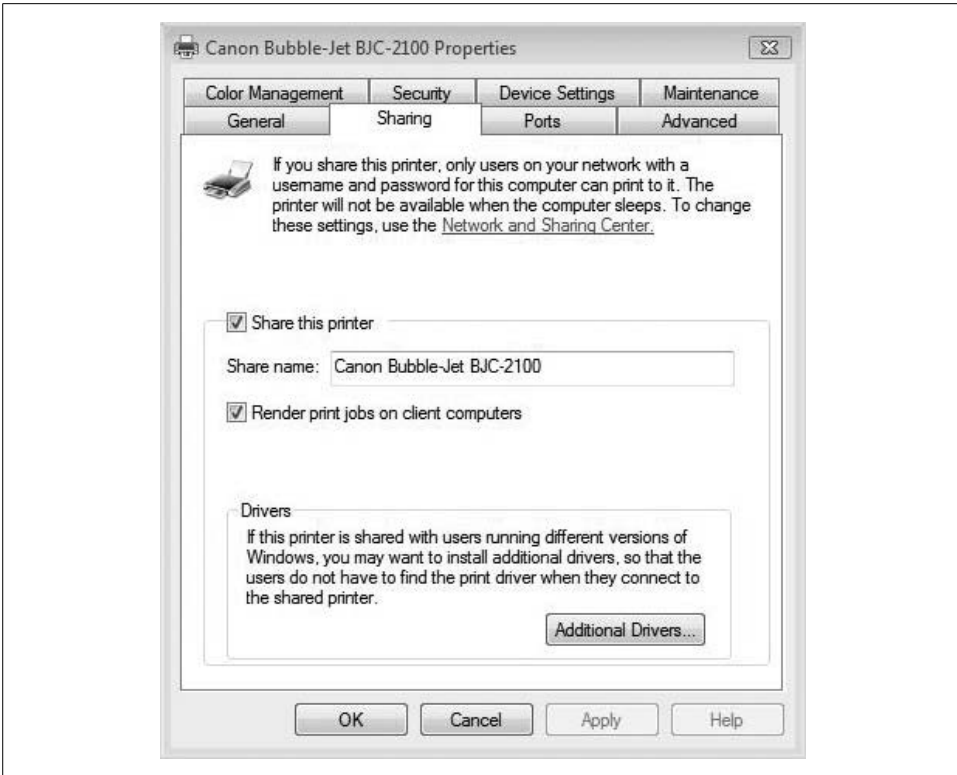 Canon Bubble-Jet BJC-2100 Properties
Color Management Security Device Settings Maintenance
General Sharing Ports Advanced
If you share this printer, only users on your network with a
username and password for this computer can print to it. The
printer will not be available when the computer sleeps. To change
these settings, use the Network and Sharing Center.
Share this printer
Share name: Canon Bubble-Jet BJC-2100
Render print jobs on client computers
Drivers
If this printer is shared with users running different versions of
Windows, you may want to install additional drivers, so that the
users do not have to find the print driver when they connect to
the shared printer.
Additional Drivers...
OK Cancel Apply Help